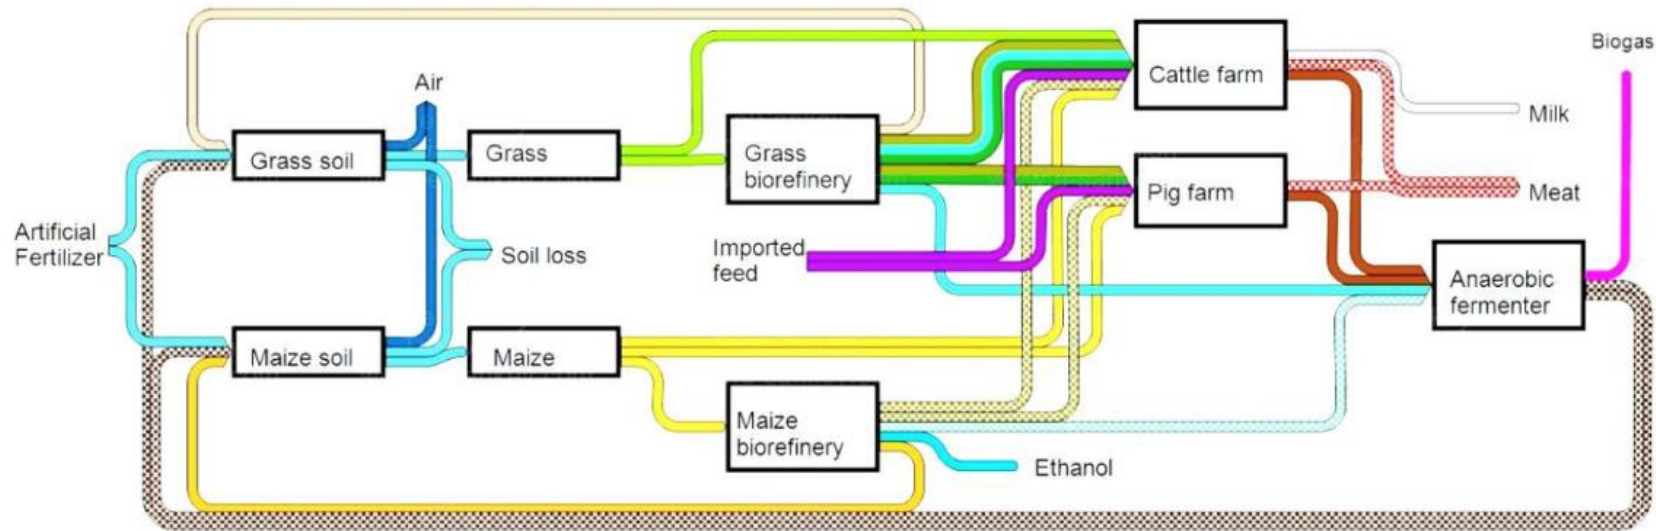 Biogas
Air
Cattle farm
Milk
Grass soil
Grass
Grass
biorefinery
Pig farm
Meat
Artificial
Fertilizer
Soil loss
Imported
feed
Anaerobic
fermenter
Maize soil
Maize
Maize
biorefinery
Ethanol